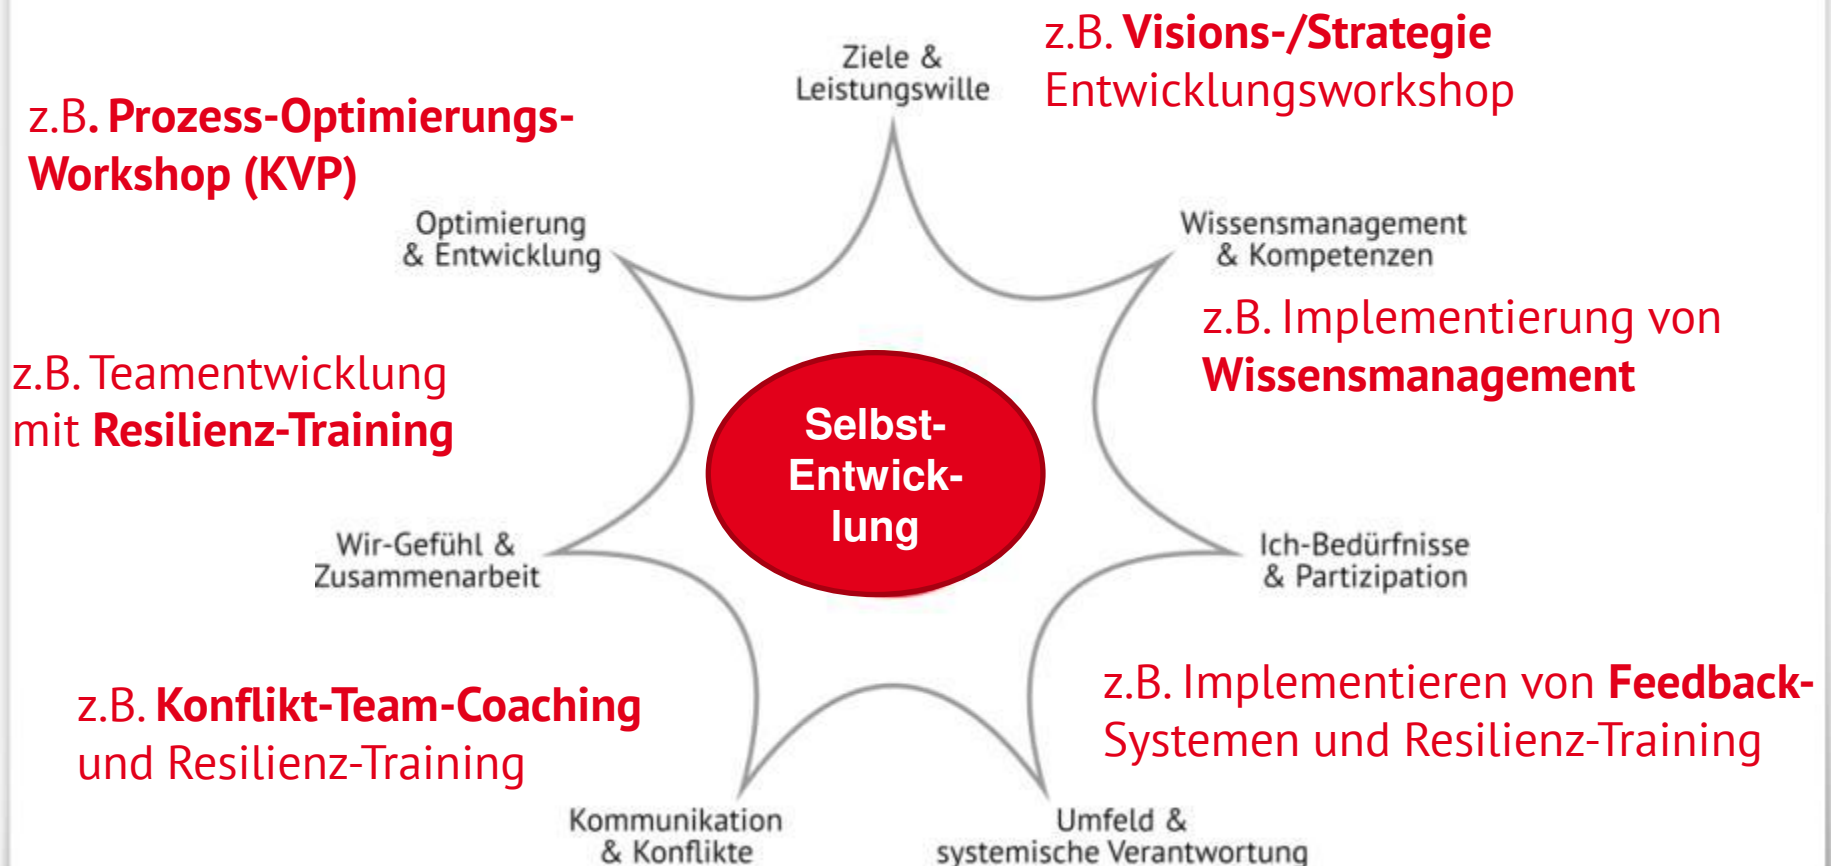 z.B. Visions-/Strategie
Entwicklungsworkshop
Ziele &
Leistungswille
z.B. Prozess-Optimierungs-
Workshop (KVP)
Optimierung
& Entwicklung
Wissensmanagement
& Kompetenzen
z.B. Implementierung von
Wissensmanagement
z.B. Teamentwicklung
mit Resilienz-Training
Selbst-
Entwick-
lung
Wir-Gefühl &
Zusammenarbeit
Ich-Bedürfnisse
& Partizipation
z.B. Konflikt-Team-Coaching
und Resilienz-Training
z.B. Implementieren von Feedback-
Systemen und Resilienz-Training
Kommunikation
& Konflikte
Umfeld &
systemische Verantwortung